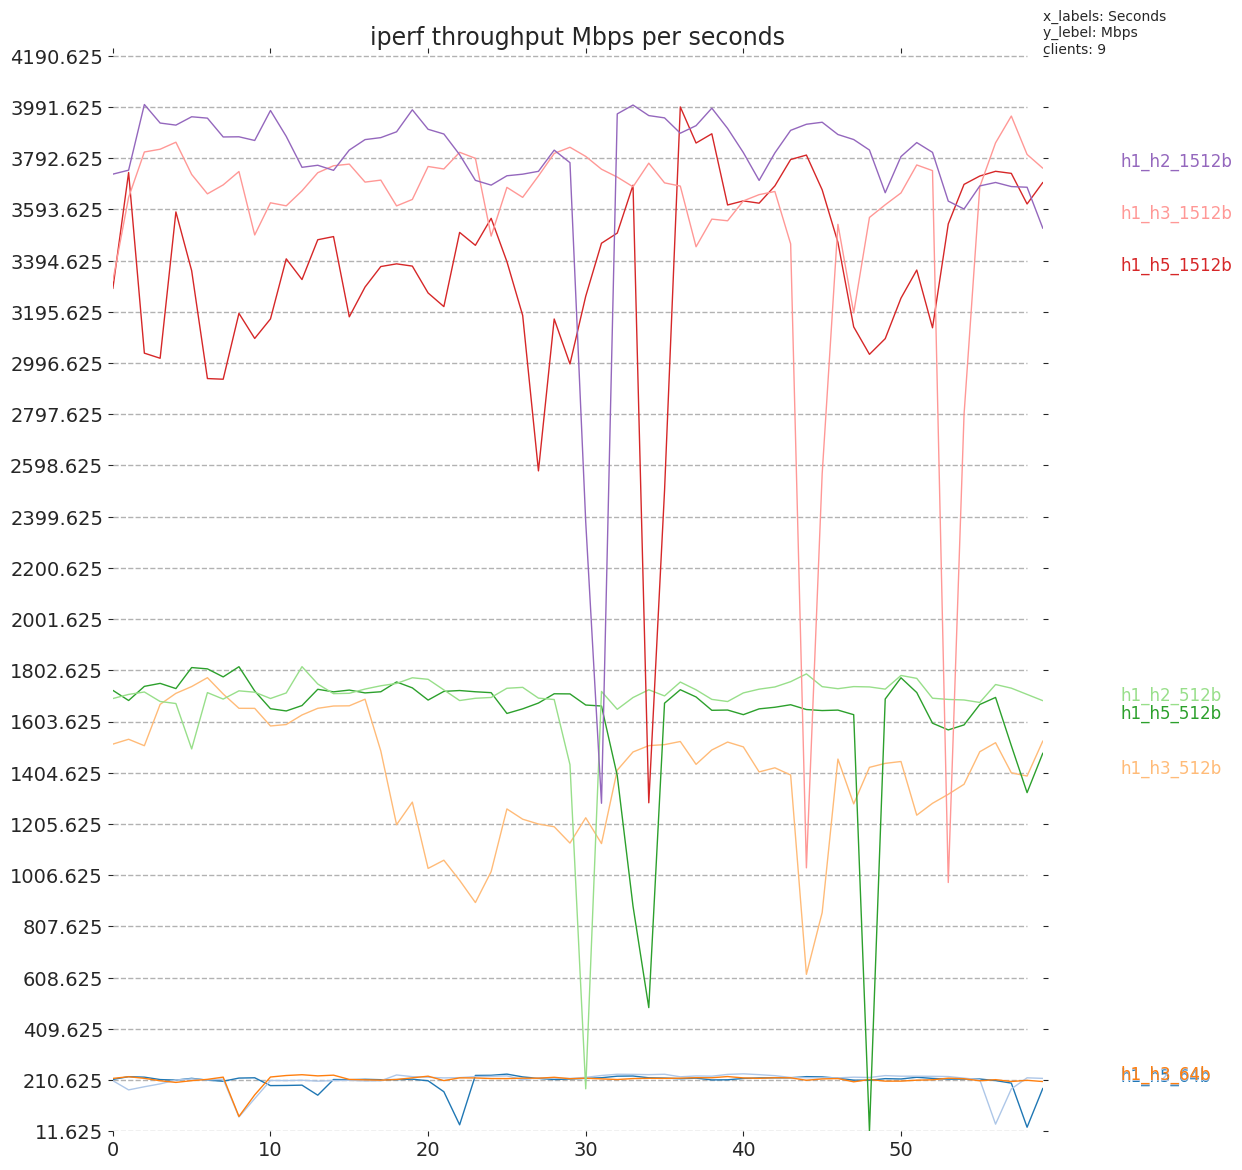 iperf throughput Mbps per seconds
x_labels: Seconds
y_lebel: Mbps
clients: 9
4190.625
3991.625
3792.625
3593.625
3394.625
3195.625
2996.625
2797.625
2598.625
2399.625
2200.625
2001.625
1802.625
1603.625
1404.625
1205.625
1006.625
807.625
608.625
409.625
210.625
11.625
0 10 20 30 40 50
h1_h2_1512b
h1_h3_1512b
h1_h5_1512b
h1_h2_512b
h1_h5_512b
h1_h3_512b
h1_h3_64b